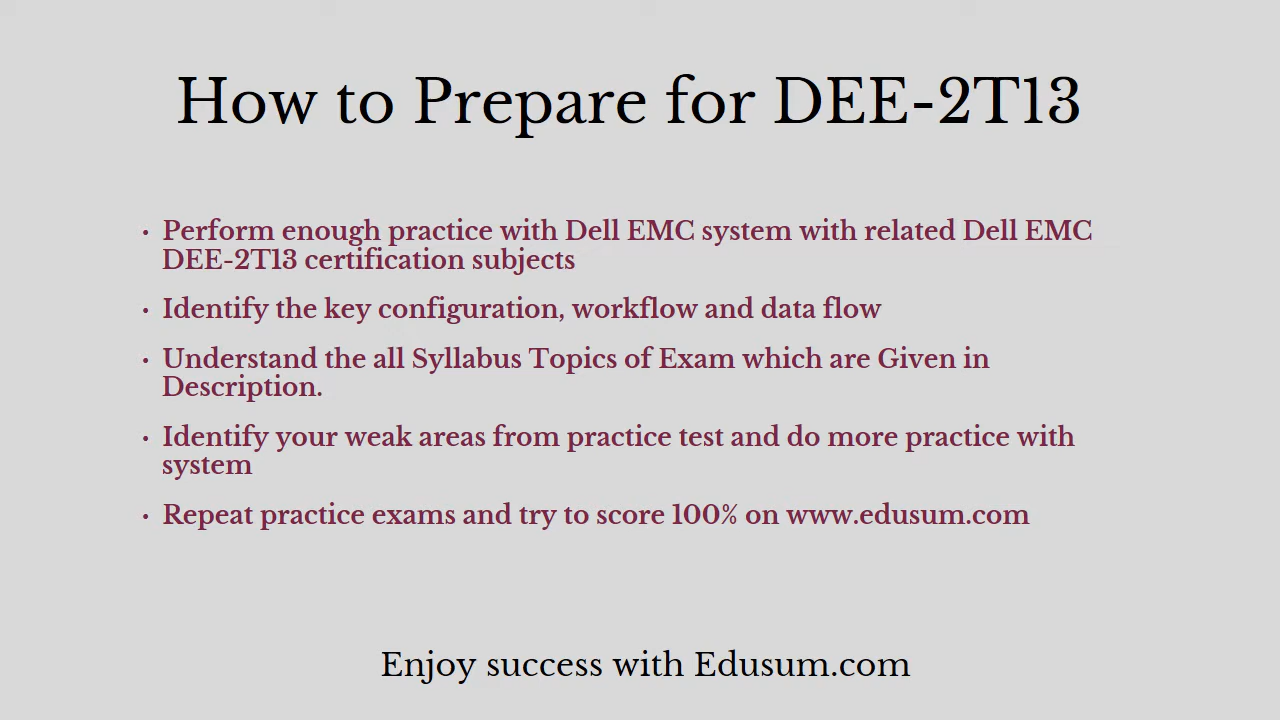 How to Prepare for DEE-2T13
• Perform enough practice with Dell EMC system with related Dell EMC
DEE-2T13 certification subjects
• Identify the key configuration, workflow and data flow
• Understand the all Syllabus Topics of Exam which are Given in
Description.
• Identify your weak areas from practice test and do more practice with
system
• Repeat practice exams and try to score 100% on www.edusum.com
Enjoy success with Edusum.com